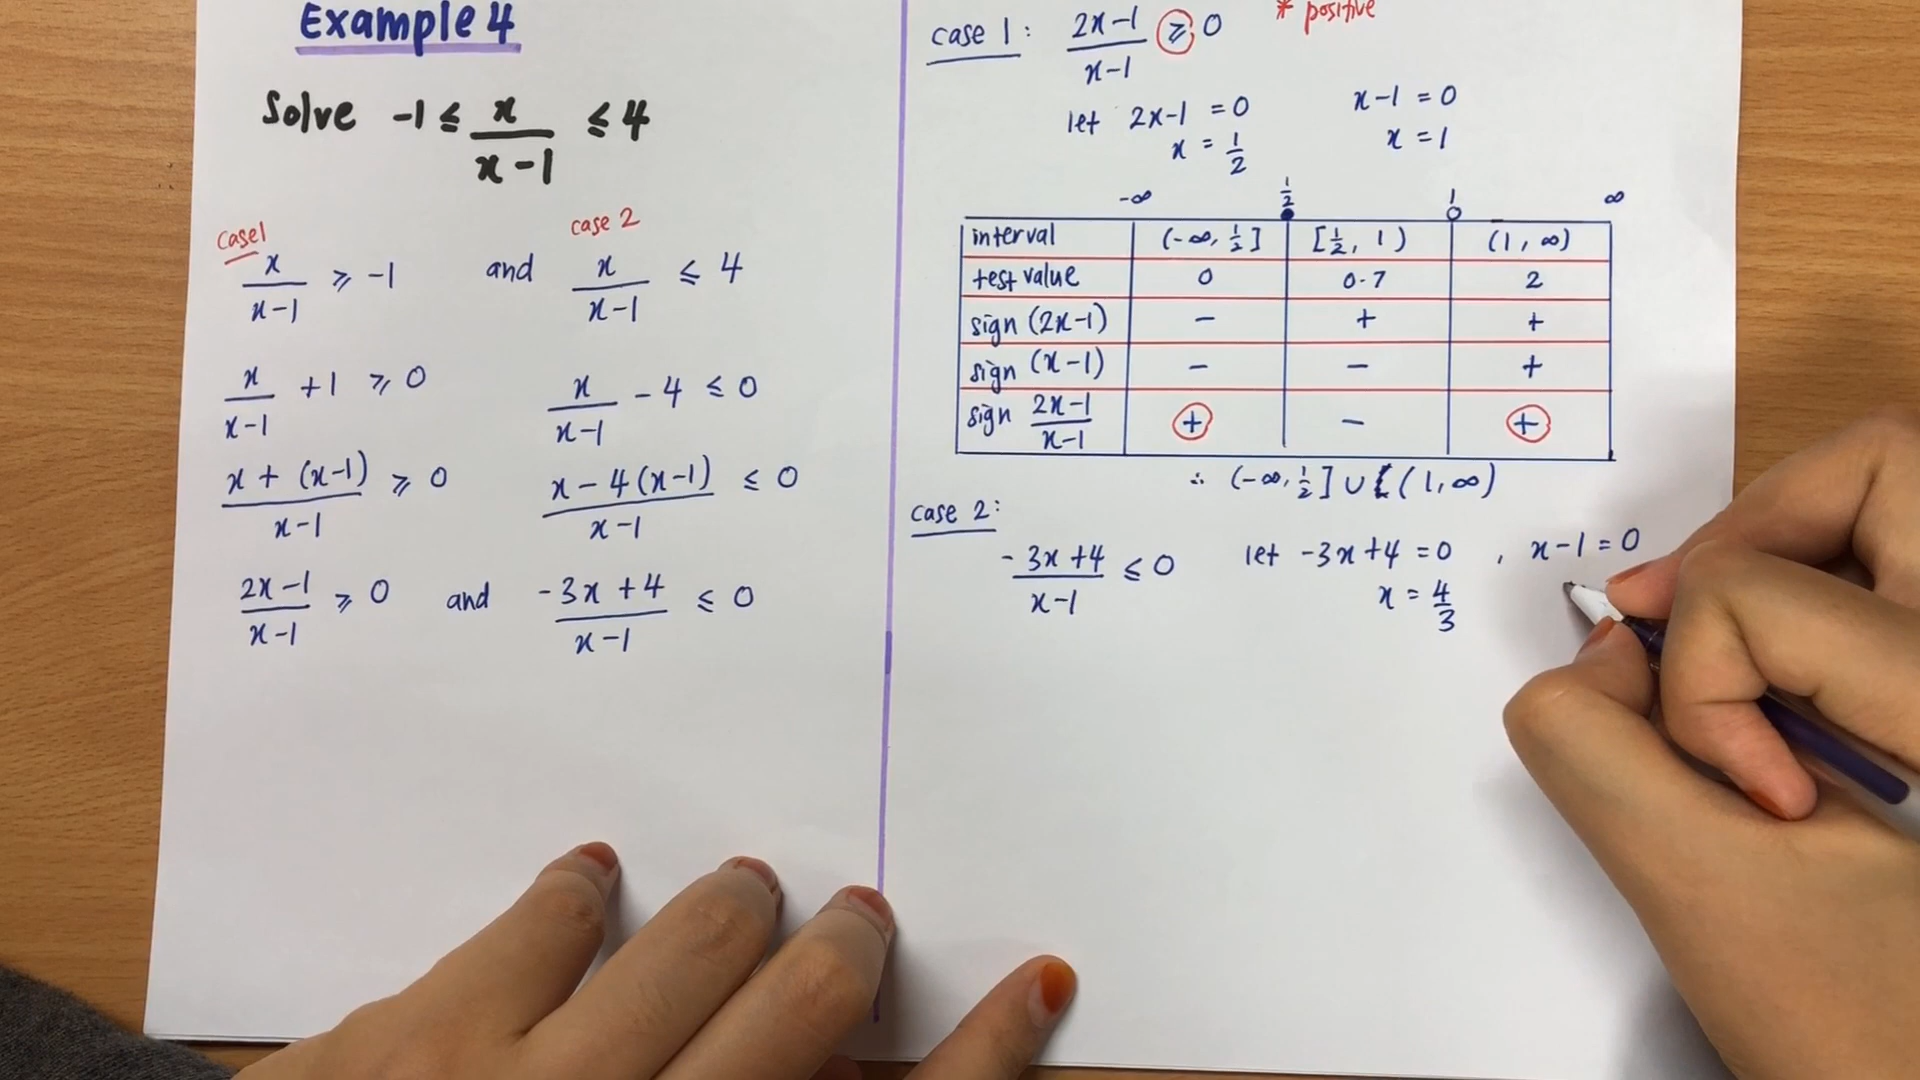 Example 4
Solve -1 ≤ x/(x-1) ≤ 4
case1
case 2
x/(x-1) ≥ -1 and x/(x-1) ≤ 4
x/(x-1) +1 ≥ 0
x/(x-1) - 4 ≤ 0
(x + (x-1))/(x-1) ≥ 0
(x - 4(x-1))/(x-1) ≤ 0
(2x-1)/(x-1) ≥ 0 and (-3x+4)/(x-1) ≤ 0
case 1: (2x-1)/(x-1) ≥ 0
* positive
let 2x-1 = 0
x-1 = 0
x = 1/2
x = 1
-∞ 1/2 1 ∞
interval (-∞, 1/2] [1/2, 1) (1, ∞)
test value 0 0.7 2
sign (2x-1) - + +
sign (x-1) - - +
sign (2x-1)/(x-1) + - +
∴ (-∞, 1/2] ∪ (1, ∞)
case 2:
(-3x+4)/(x-1) ≤ 0 let -3x+4 = 0 , x-1 = 0
x = 4/3